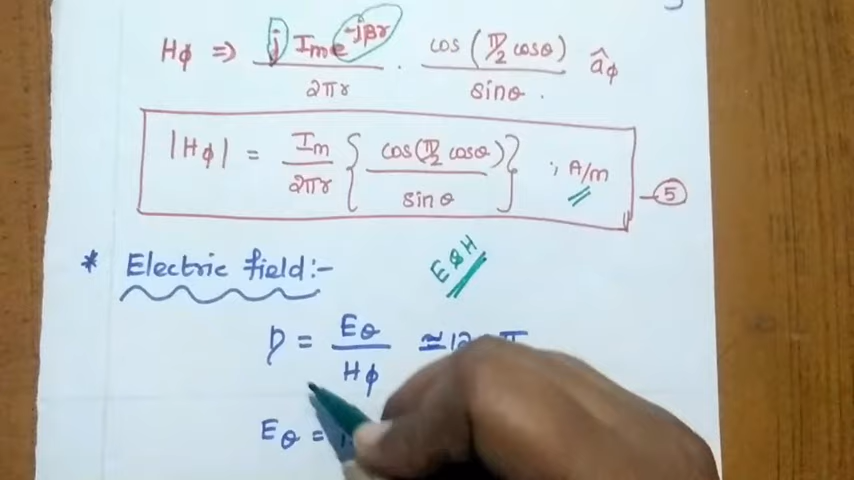 Hϕ ⇒ j Im e^-jβr / 2πr · cos (π/2 cosθ) / sinθ . âϕ
|Hϕ| = Im / 2πr { cos(π/2 cosθ) / sinθ } ; A/m — ⑤
* Electric field:-
E & H
η = Eθ / Hϕ ≃ 12 π
Eθ =